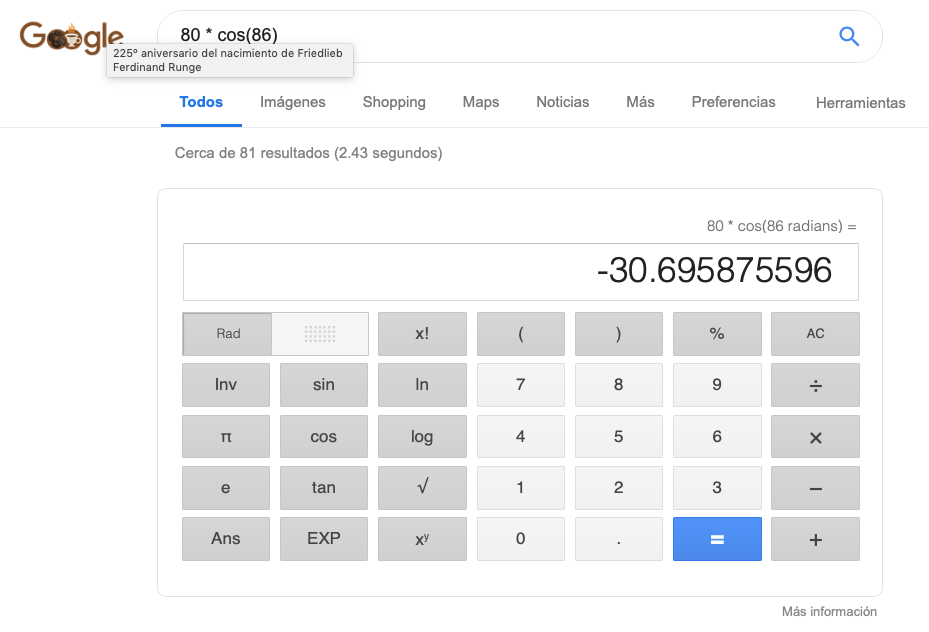 Google
80 * cos(86)
225º aniversario del nacimiento de Friedlieb
Ferdinand Runge
Todos Imágenes Shopping Maps Noticias Más Preferencias Herramientas
Cerca de 81 resultados (2.43 segundos)
80 * cos(86 radians) =
-30.695875596
Rad x! ( ) % AC
Inv sin ln 7 8 9 ÷
π cos log 4 5 6 ×
e tan √ 1 2 3 −
Ans EXP xʸ 0 . = +
Más información